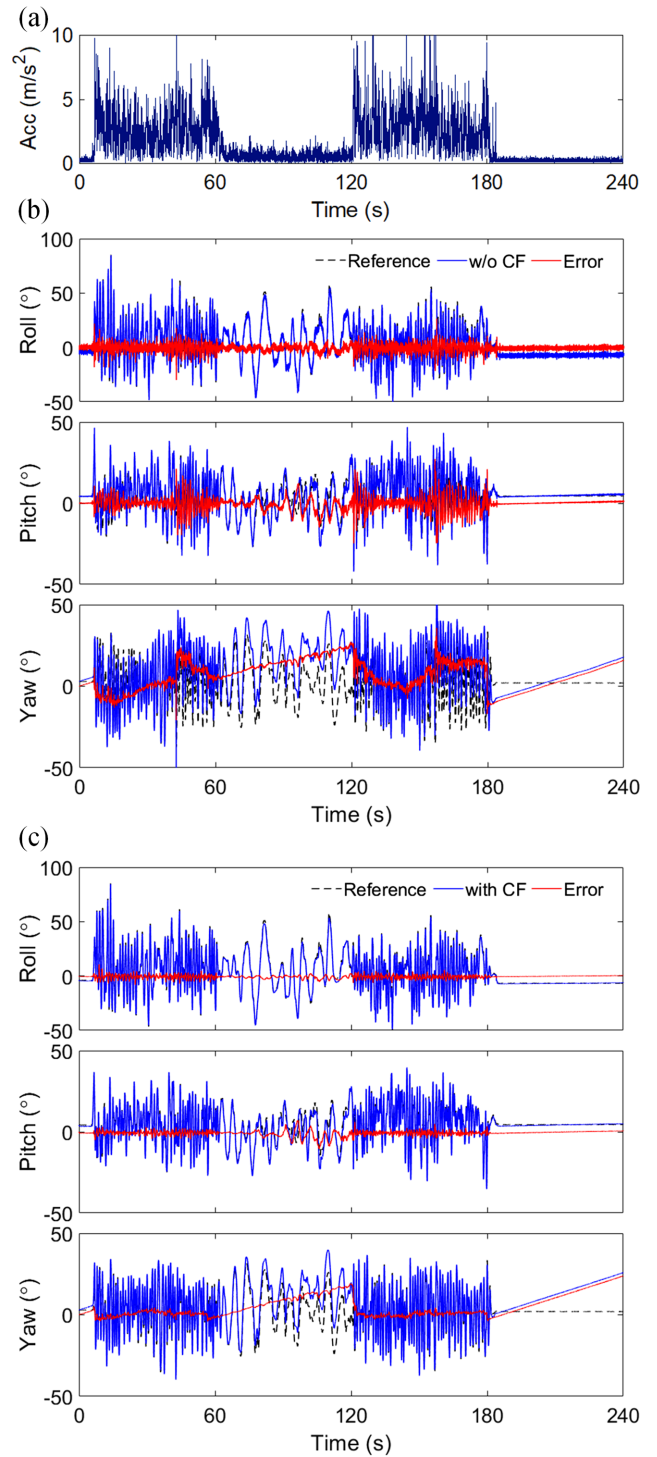 (a)
Acc (m/s²)
10
5
0
0 60 120 180 240
Time (s)
(b)
Roll (°)
100
50
0
-50
Reference w/o CF Error
Pitch (°)
50
0
-50
Yaw (°)
50
0
-50
0 60 120 180 240
Time (s)
(c)
Roll (°)
100
50
0
-50
Reference with CF Error
Pitch (°)
50
0
-50
Yaw (°)
50
0
-50
0 60 120 180 240
Time (s)